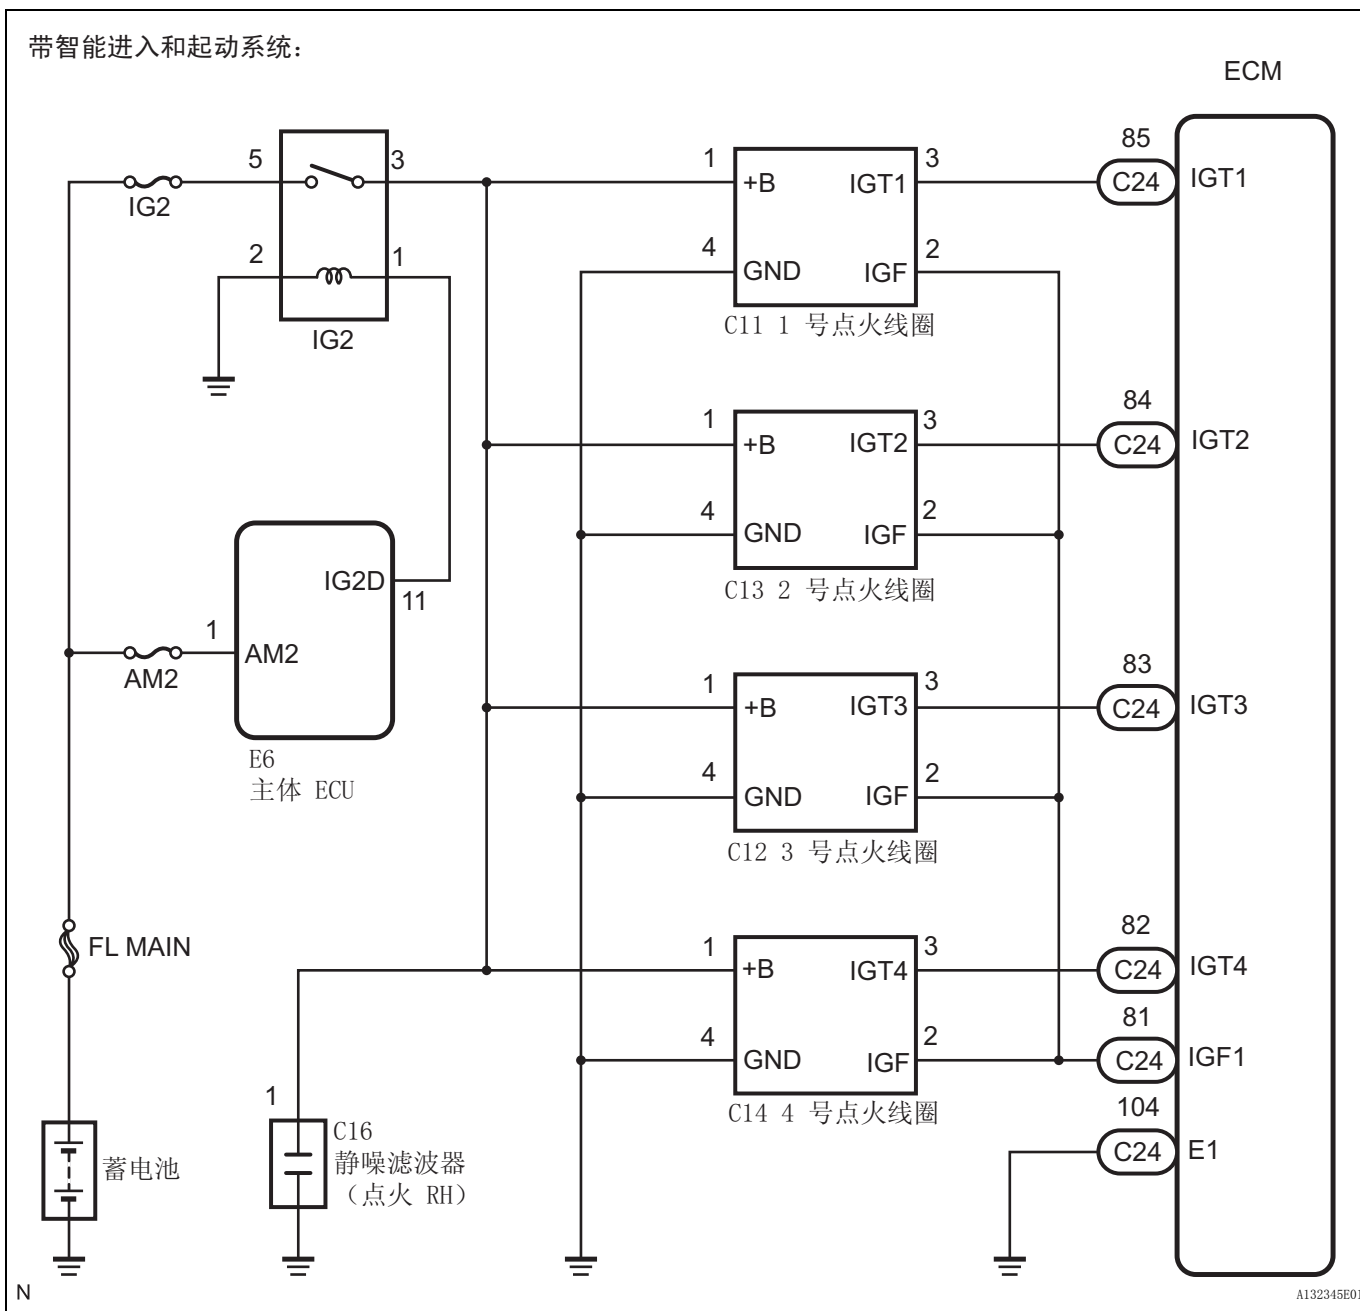 带智能进入和起动系统：
ECM
85
5
3
1
3
+B
IGT1
C24
IGT1
IG2
2
1
4
2
GND
IGF
IG2
C11 1 号点火线圈
84
1
3
+B
IGT2
C24
IGT2
4
2
GND
IGF
C13 2 号点火线圈
IG2D
11
1
AM2
AM2
E6
主体 ECU
83
1
3
+B
IGT3
C24
IGT3
4
2
GND
IGF
C12 3 号点火线圈
FL MAIN
82
1
3
+B
IGT4
C24
IGT4
81
4
2
GND
IGF
C24
IGF1
C14 4 号点火线圈
104
C24
E1
1
C16
静噪滤波器
（点火 RH）
蓄电池
N
A132345E01